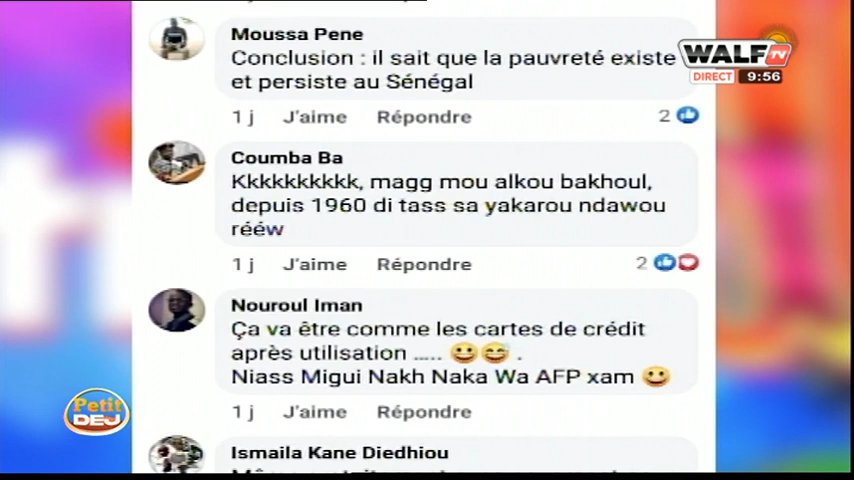 Moussa Pene
Conclusion : il sait que la pauvreté existe
et persiste au Sénégal
1 j J'aime Répondre 2
Coumba Ba
Kkkkkkkkkk, magg mou alkou bakhoul,
depuis 1960 di tass sa yakarou ndawou
rééw
1 j J'aime Répondre 2
Nouroul Iman
Ça va être comme les cartes de crédit
après utilisation ..... 😀😅 .
Niass Migui Nakh Naka Wa AFP xam 😀
1 j J'aime Répondre
Ismaila Kane Diedhiou
WALF TV
DIRECT 9:56
Petit
DEJ